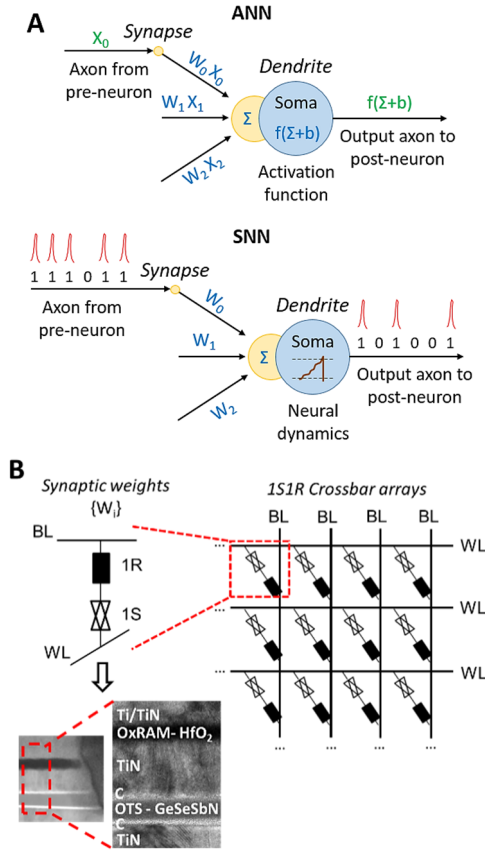 A
ANN
Synapse
X₀
Axon from
pre-neuron
W₀X₀
W₁X₁
W₂X₂
Dendrite
Σ
Soma
f(Σ+b)
Activation
function
f(Σ+b)
Output axon to
post-neuron
SNN
1 1 1 0 1 1
Synapse
Axon from
pre-neuron
W₀
W₁
W₂
Dendrite
Σ
Soma
Neural
dynamics
1 0 1 0 0 1
Output axon to
post-neuron
B
Synaptic weights
{Wᵢ}
BL
1R
1S
WL
1S1R Crossbar arrays
BL BL BL BL
... WL
... WL
... WL
... ... ... ...
Ti/TiN
OxRAM- HfO₂
TiN
C
OTS - GeSeSbN
C
TiN